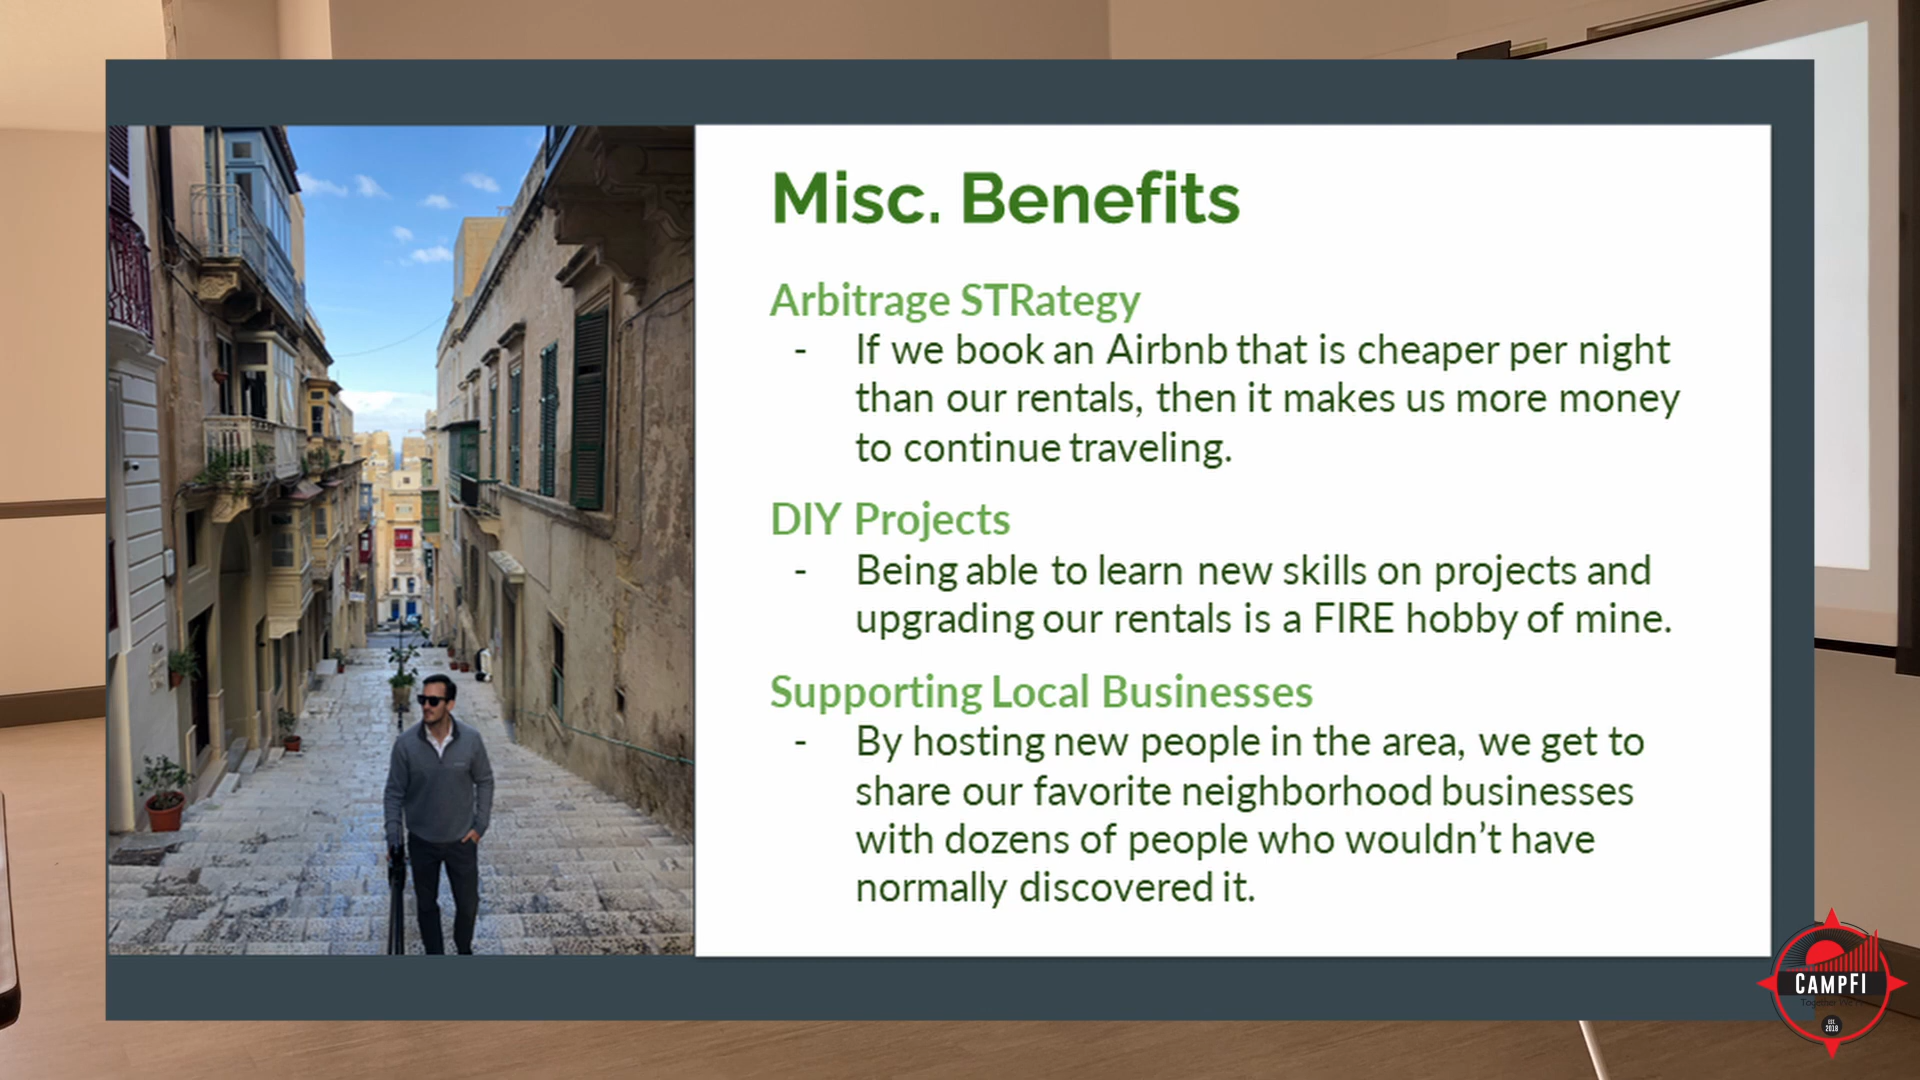 Misc. Benefits
Arbitrage STRategy
- If we book an Airbnb that is cheaper per night
than our rentals, then it makes us more money
to continue traveling.
DIY Projects
- Being able to learn new skills on projects and
upgrading our rentals is a FIRE hobby of mine.
Supporting Local Businesses
- By hosting new people in the area, we get to
share our favorite neighborhood businesses
with dozens of people who wouldn't have
normally discovered it.
CAMPFI
EST.
2018